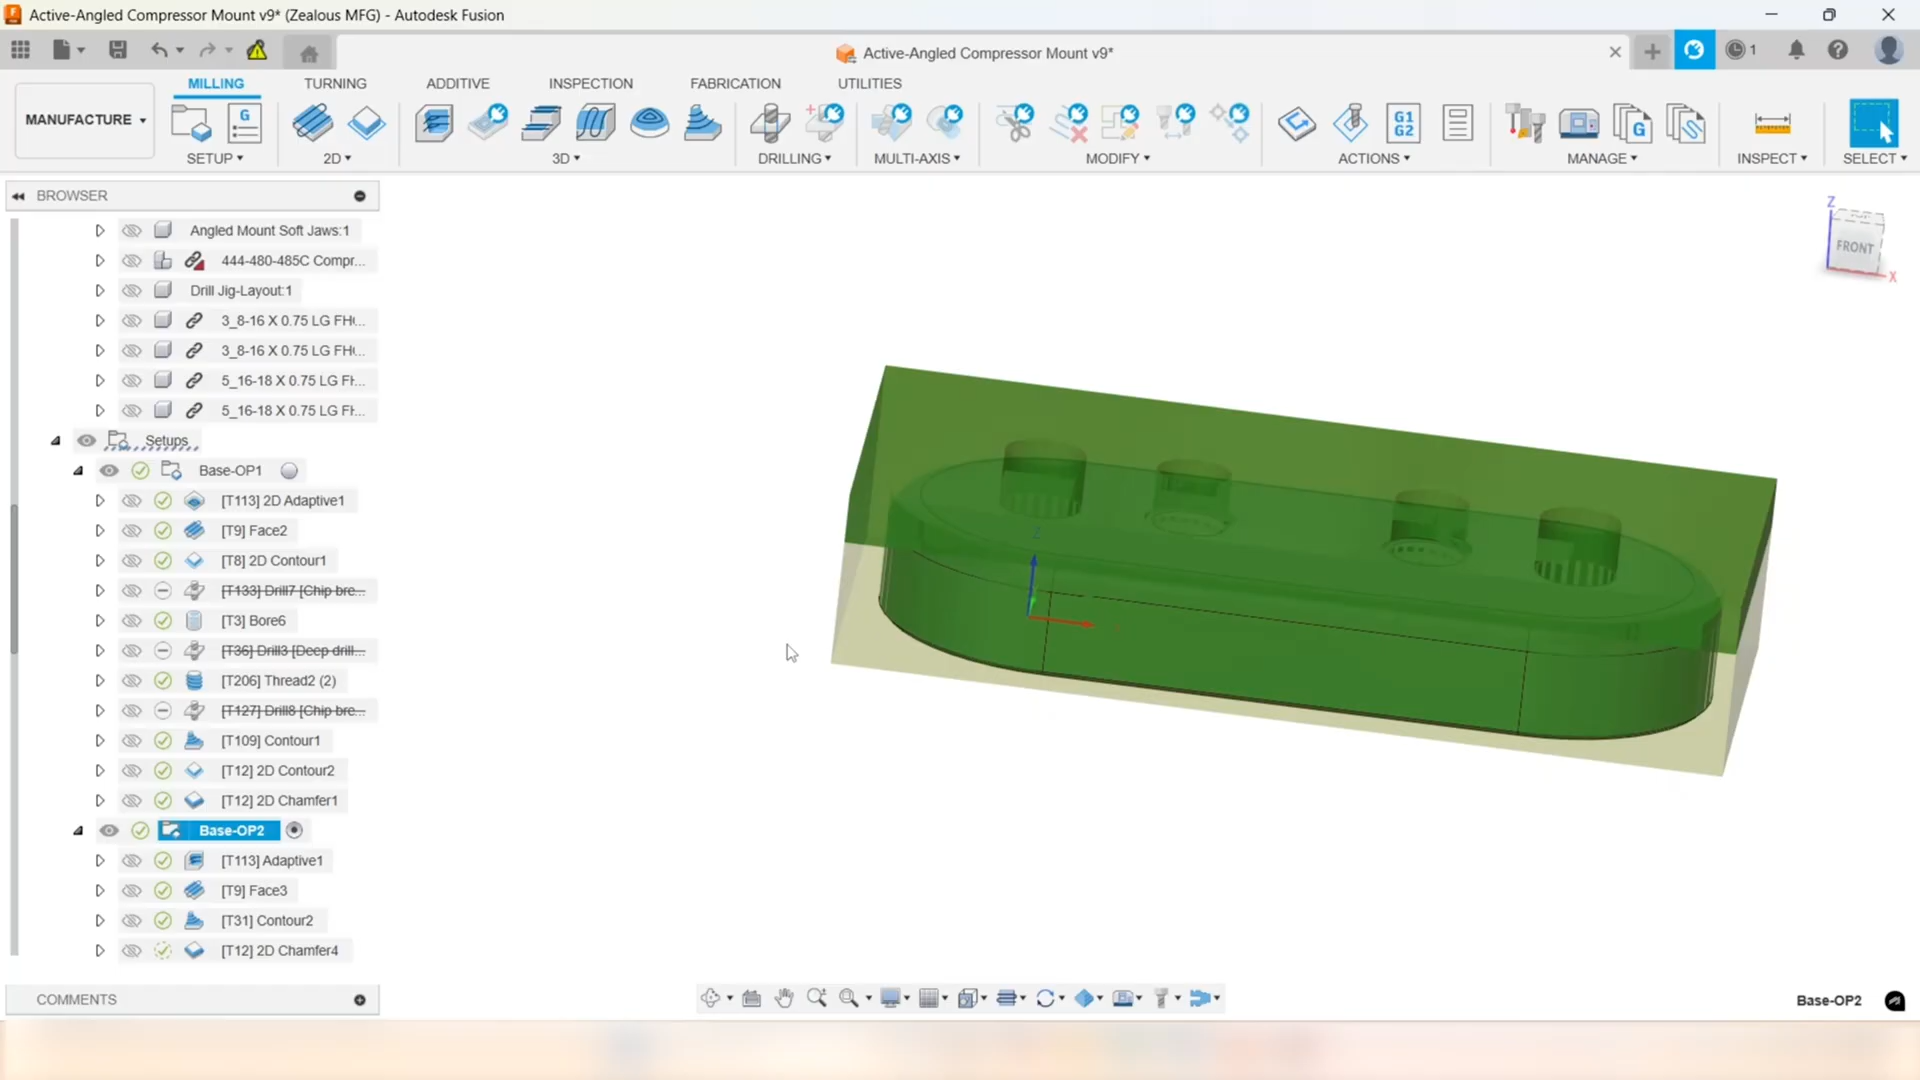 Active-Angled Compressor Mount v9* (Zealous MFG) - Autodesk Fusion
Active-Angled Compressor Mount v9*
1
MILLING
TURNING
ADDITIVE
INSPECTION
FABRICATION
UTILITIES
MANUFACTURE
G
G1
G2
G
SETUP
2D
3D
DRILLING
MULTI-AXIS
MODIFY
ACTIONS
MANAGE
INSPECT
SELECT
BROWSER
Angled Mount Soft Jaws:1
444-480-485C Compr...
Drill Jig-Layout:1
3_8-16 X 0.75 LG FH(...
3_8-16 X 0.75 LG FH(...
5_16-18 X 0.75 LG Fl-...
5_16-18 X 0.75 LG Fl-...
Setups
Base-OP1
[T113] 2D Adaptive1
[T9] Face2
[T8] 2D Contour1
[T133] Drill7 [Chip bre...
[T3] Bore6
[T36] Drill3 [Deep drill...
[T206] Thread2 (2)
[T127] Drill8 [Chip bre...
[T109] Contour1
[T12] 2D Contour2
[T12] 2D Chamfer1
Base-OP2
[T113] Adaptive1
[T9] Face3
[T31] Contour2
[T12] 2D Chamfer4
COMMENTS
Z
TOP
FRONT
X
Z
Base-OP2